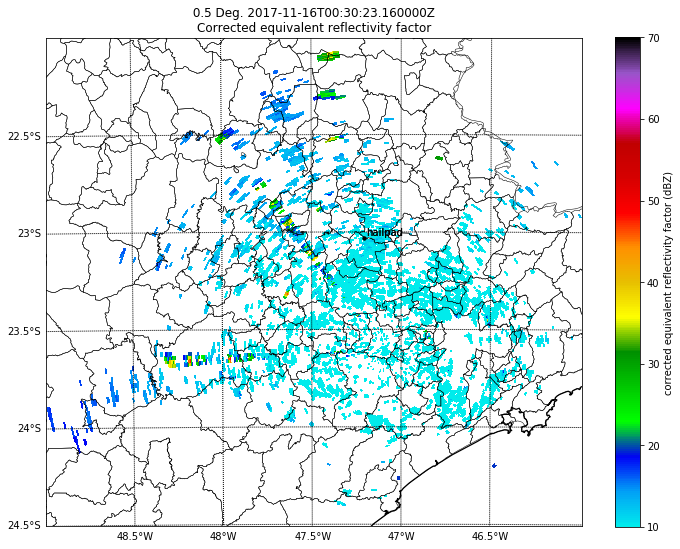 0.5 Deg. 2017-11-16T00:30:23.160000Z
Corrected equivalent reflectivity factor
70
60
50
40
30
20
10
corrected equivalent reflectivity factor (dBZ)
22.5°S
23°S
23.5°S
24°S
24.5°S
hailpad
48.5°W
48°W
47.5°W
47°W
46.5°W